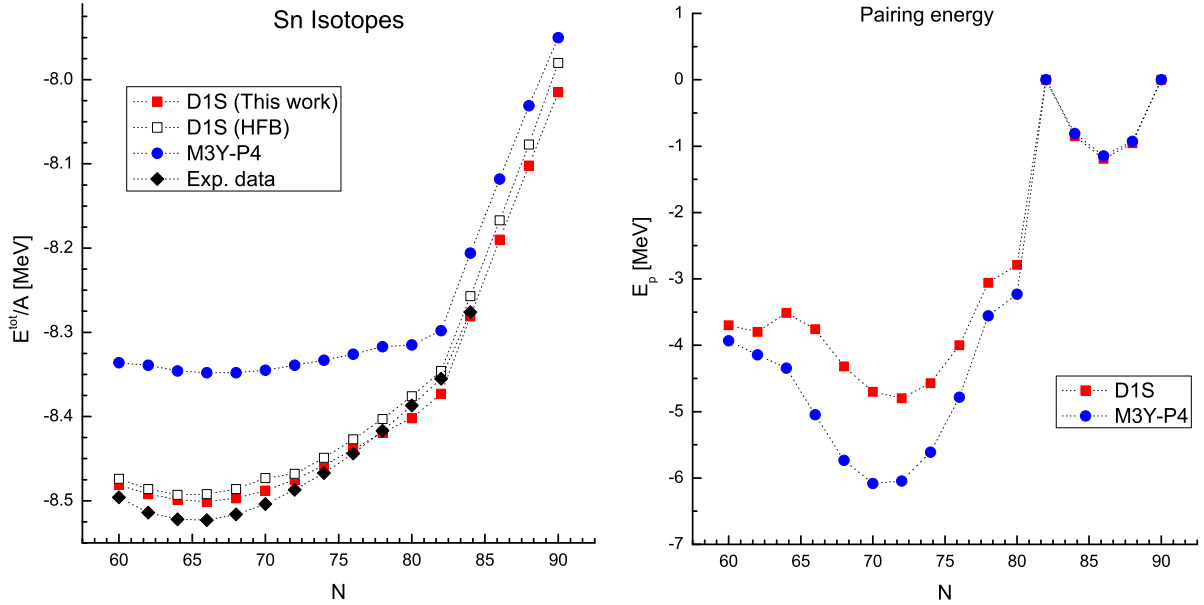 Sn Isotopes
D1S (This work)
D1S (HFB)
M3Y-P4
Exp. data
E^tot/A [MeV]
-8.0
-8.1
-8.2
-8.3
-8.4
-8.5
60 65 70 75 80 85 90
N
Pairing energy
D1S
M3Y-P4
E_p [MeV]
1
0
-1
-2
-3
-4
-5
-6
-7
60 65 70 75 80 85 90
N